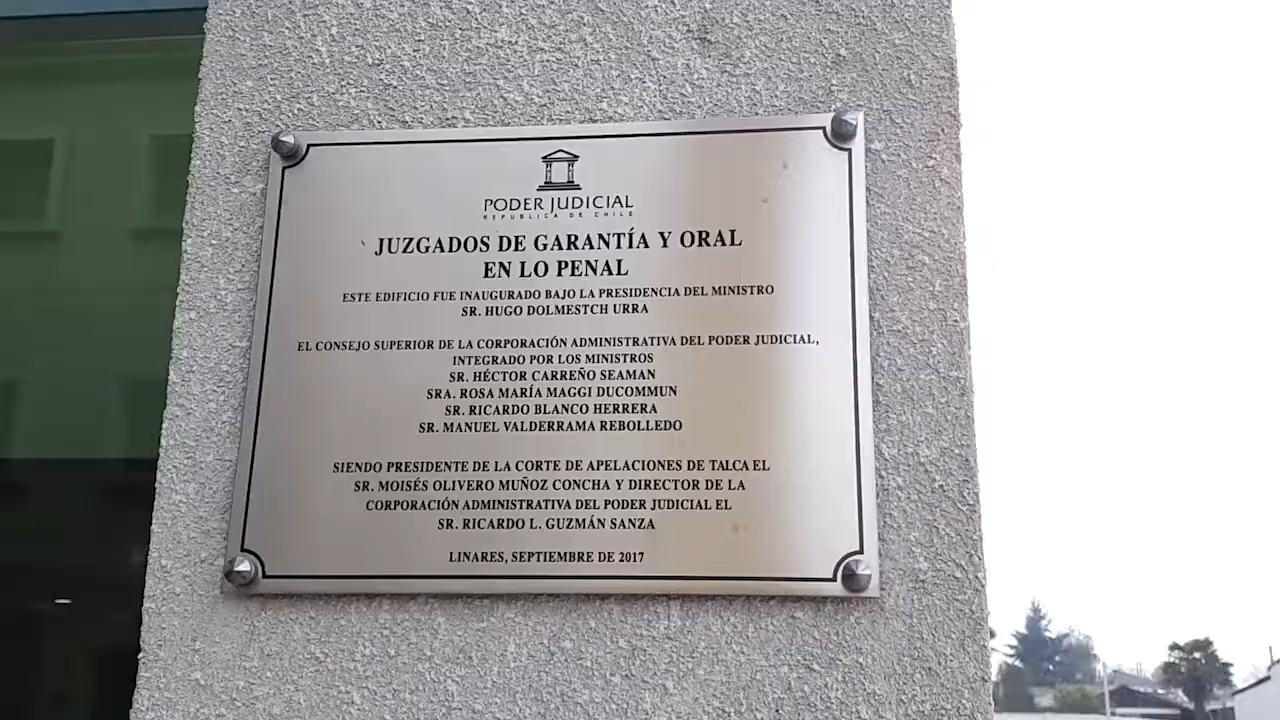 PODER JUDICIAL
REPUBLICA DE CHILE
JUZGADOS DE GARANTÍA Y ORAL
EN LO PENAL
ESTE EDIFICIO FUE INAUGURADO BAJO LA PRESIDENCIA DEL MINISTRO
SR. HUGO DOLMESTCH URRA
EL CONSEJO SUPERIOR DE LA CORPORACIÓN ADMINISTRATIVA DEL PODER JUDICIAL,
INTEGRADO POR LOS MINISTROS
SR. HÉCTOR CARREÑO SEAMAN
SRA. ROSA MARÍA MAGGI DUCOMMUN
SR. RICARDO BLANCO HERRERA
SR. MANUEL VALDERRAMA REBOLLEDO
SIENDO PRESIDENTE DE LA CORTE DE APELACIONES DE TALCA EL
SR. MOISÉS OLIVERO MUÑOZ CONCHA Y DIRECTOR DE LA
CORPORACIÓN ADMINISTRATIVA DEL PODER JUDICIAL EL
SR. RICARDO L. GUZMÁN SANZA
LINARES, SEPTIEMBRE DE 2017